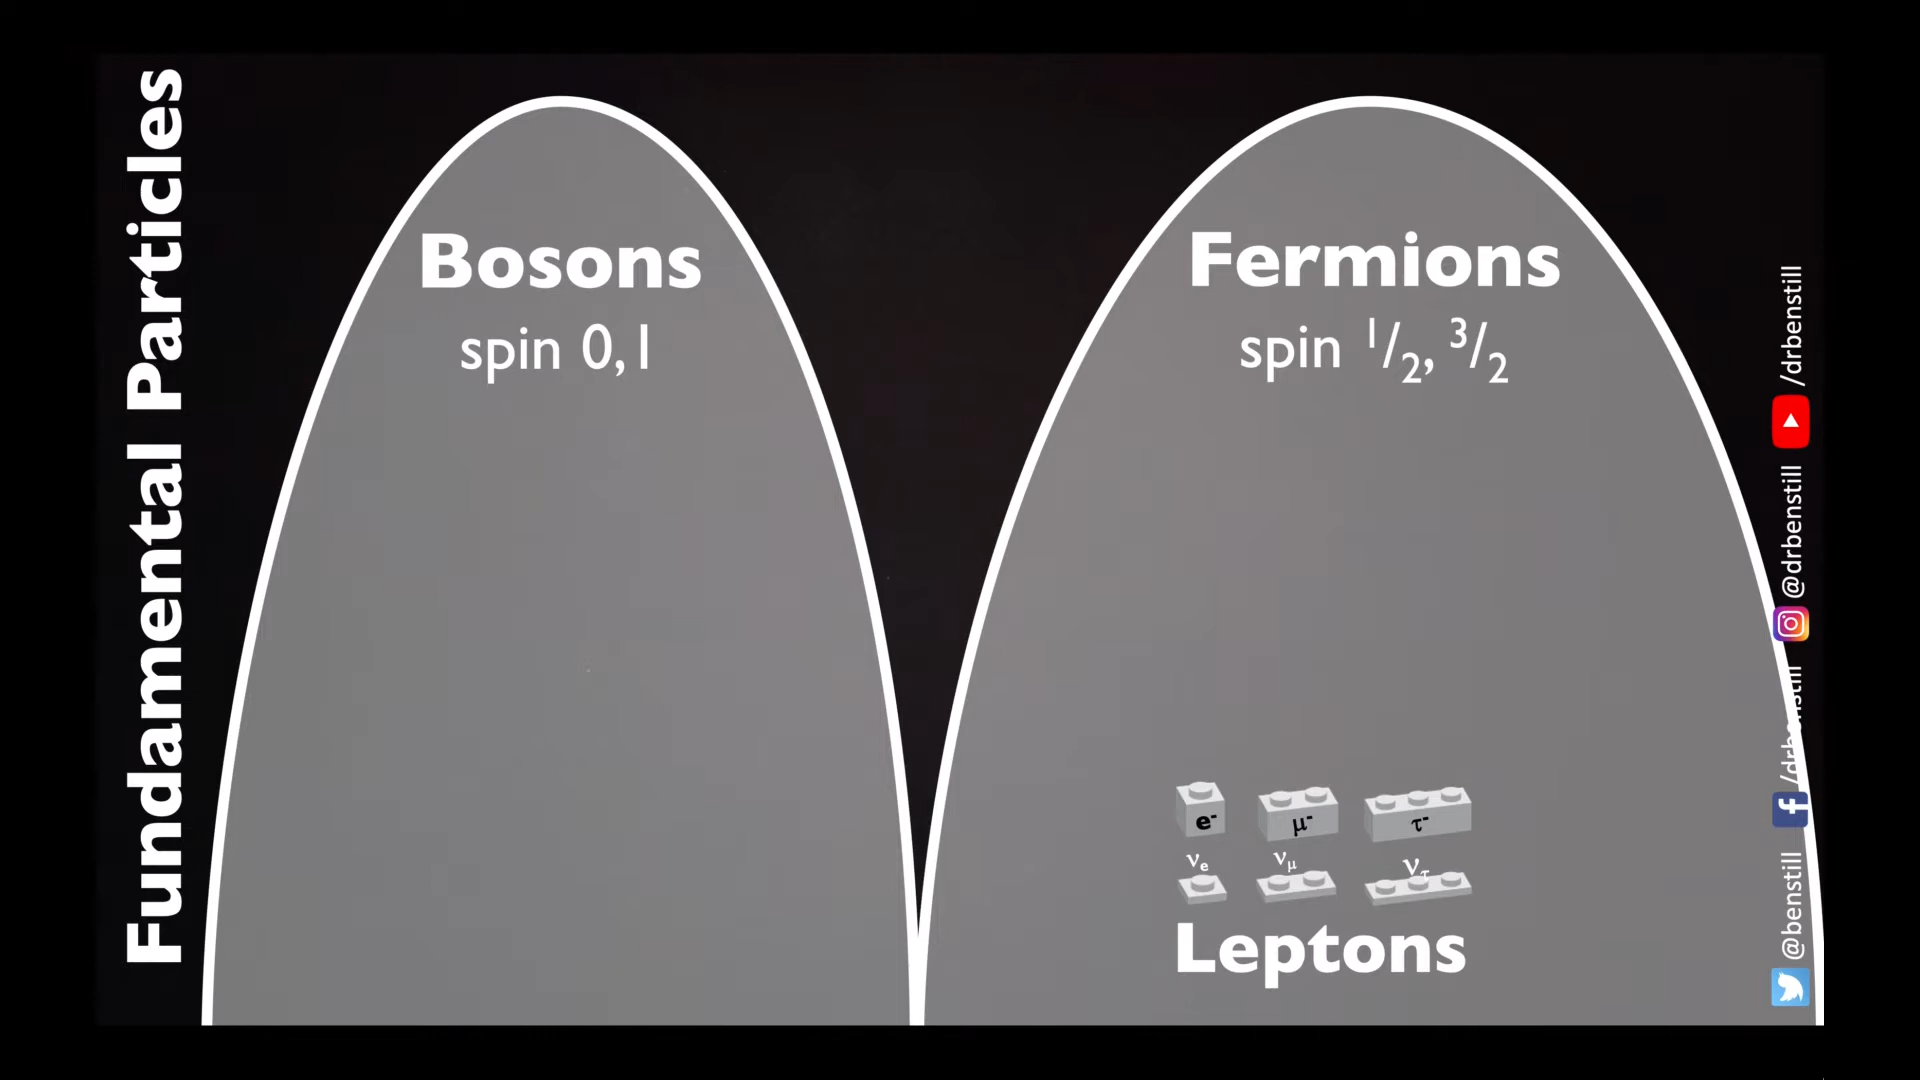 Fundamental Particles
Bosons
spin 0,1
Fermions
spin 1/2, 3/2
e-
μ-
τ-
νe
νμ
ντ
Leptons
/drbenstill
@drbenstill
/drbenstill
@benstill